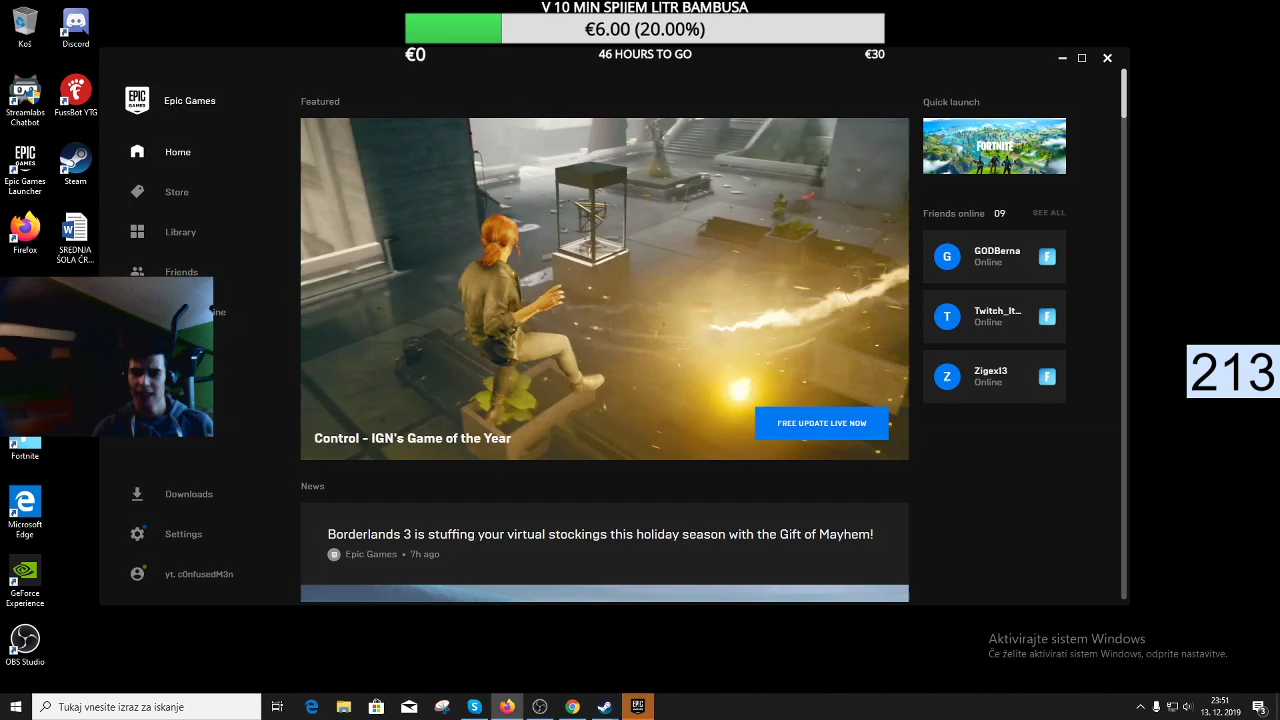 V 10 MIN SPIJEM LITR BAMBUSA
€6.00 (20.00%)
€0
46 HOURS TO GO
€30
Koš
Discord
Streamlabs
Chatbot
FussBot YTG
Epic Games
Launcher
Steam
Firefox
SREDNJA
ŠOLA ČR...
Fortnite
Microsoft
Edge
GeForce
Experience
OBS Studio
EPIC
GAMES
Epic Games
Home
Store
Library
Friends
ine
Downloads
Settings
yt. c0nfusedM3n
Featured
Control - IGN's Game of the Year
FREE UPDATE LIVE NOW
News
Borderlands 3 is stuffing your virtual stockings this holiday season with the Gift of Mayhem!
Epic Games • 7h ago
Quick launch
FORTNITE
Friends online 09
SEE ALL
G
GODBerna
Online
T
Twitch_It...
Online
Z
Zigex13
Online
213
Aktivirajte sistem Windows
Če želite aktivirati sistem Windows, odprite nastavitve.
Tukaj vnesite izraz za iskanje
23:51
13. 12. 2019